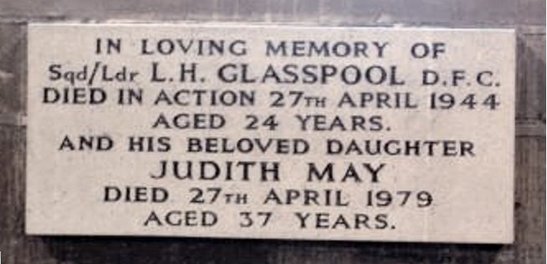 IN LOVING MEMORY OF
Sqd/Ldr L.H. GLASSPOOL D.F.C.
DIED IN ACTION 27TH APRIL 1944
AGED 24 YEARS.
AND HIS BELOVED DAUGHTER
JUDITH MAY
DIED 27TH APRIL 1979
AGED 37 YEARS.